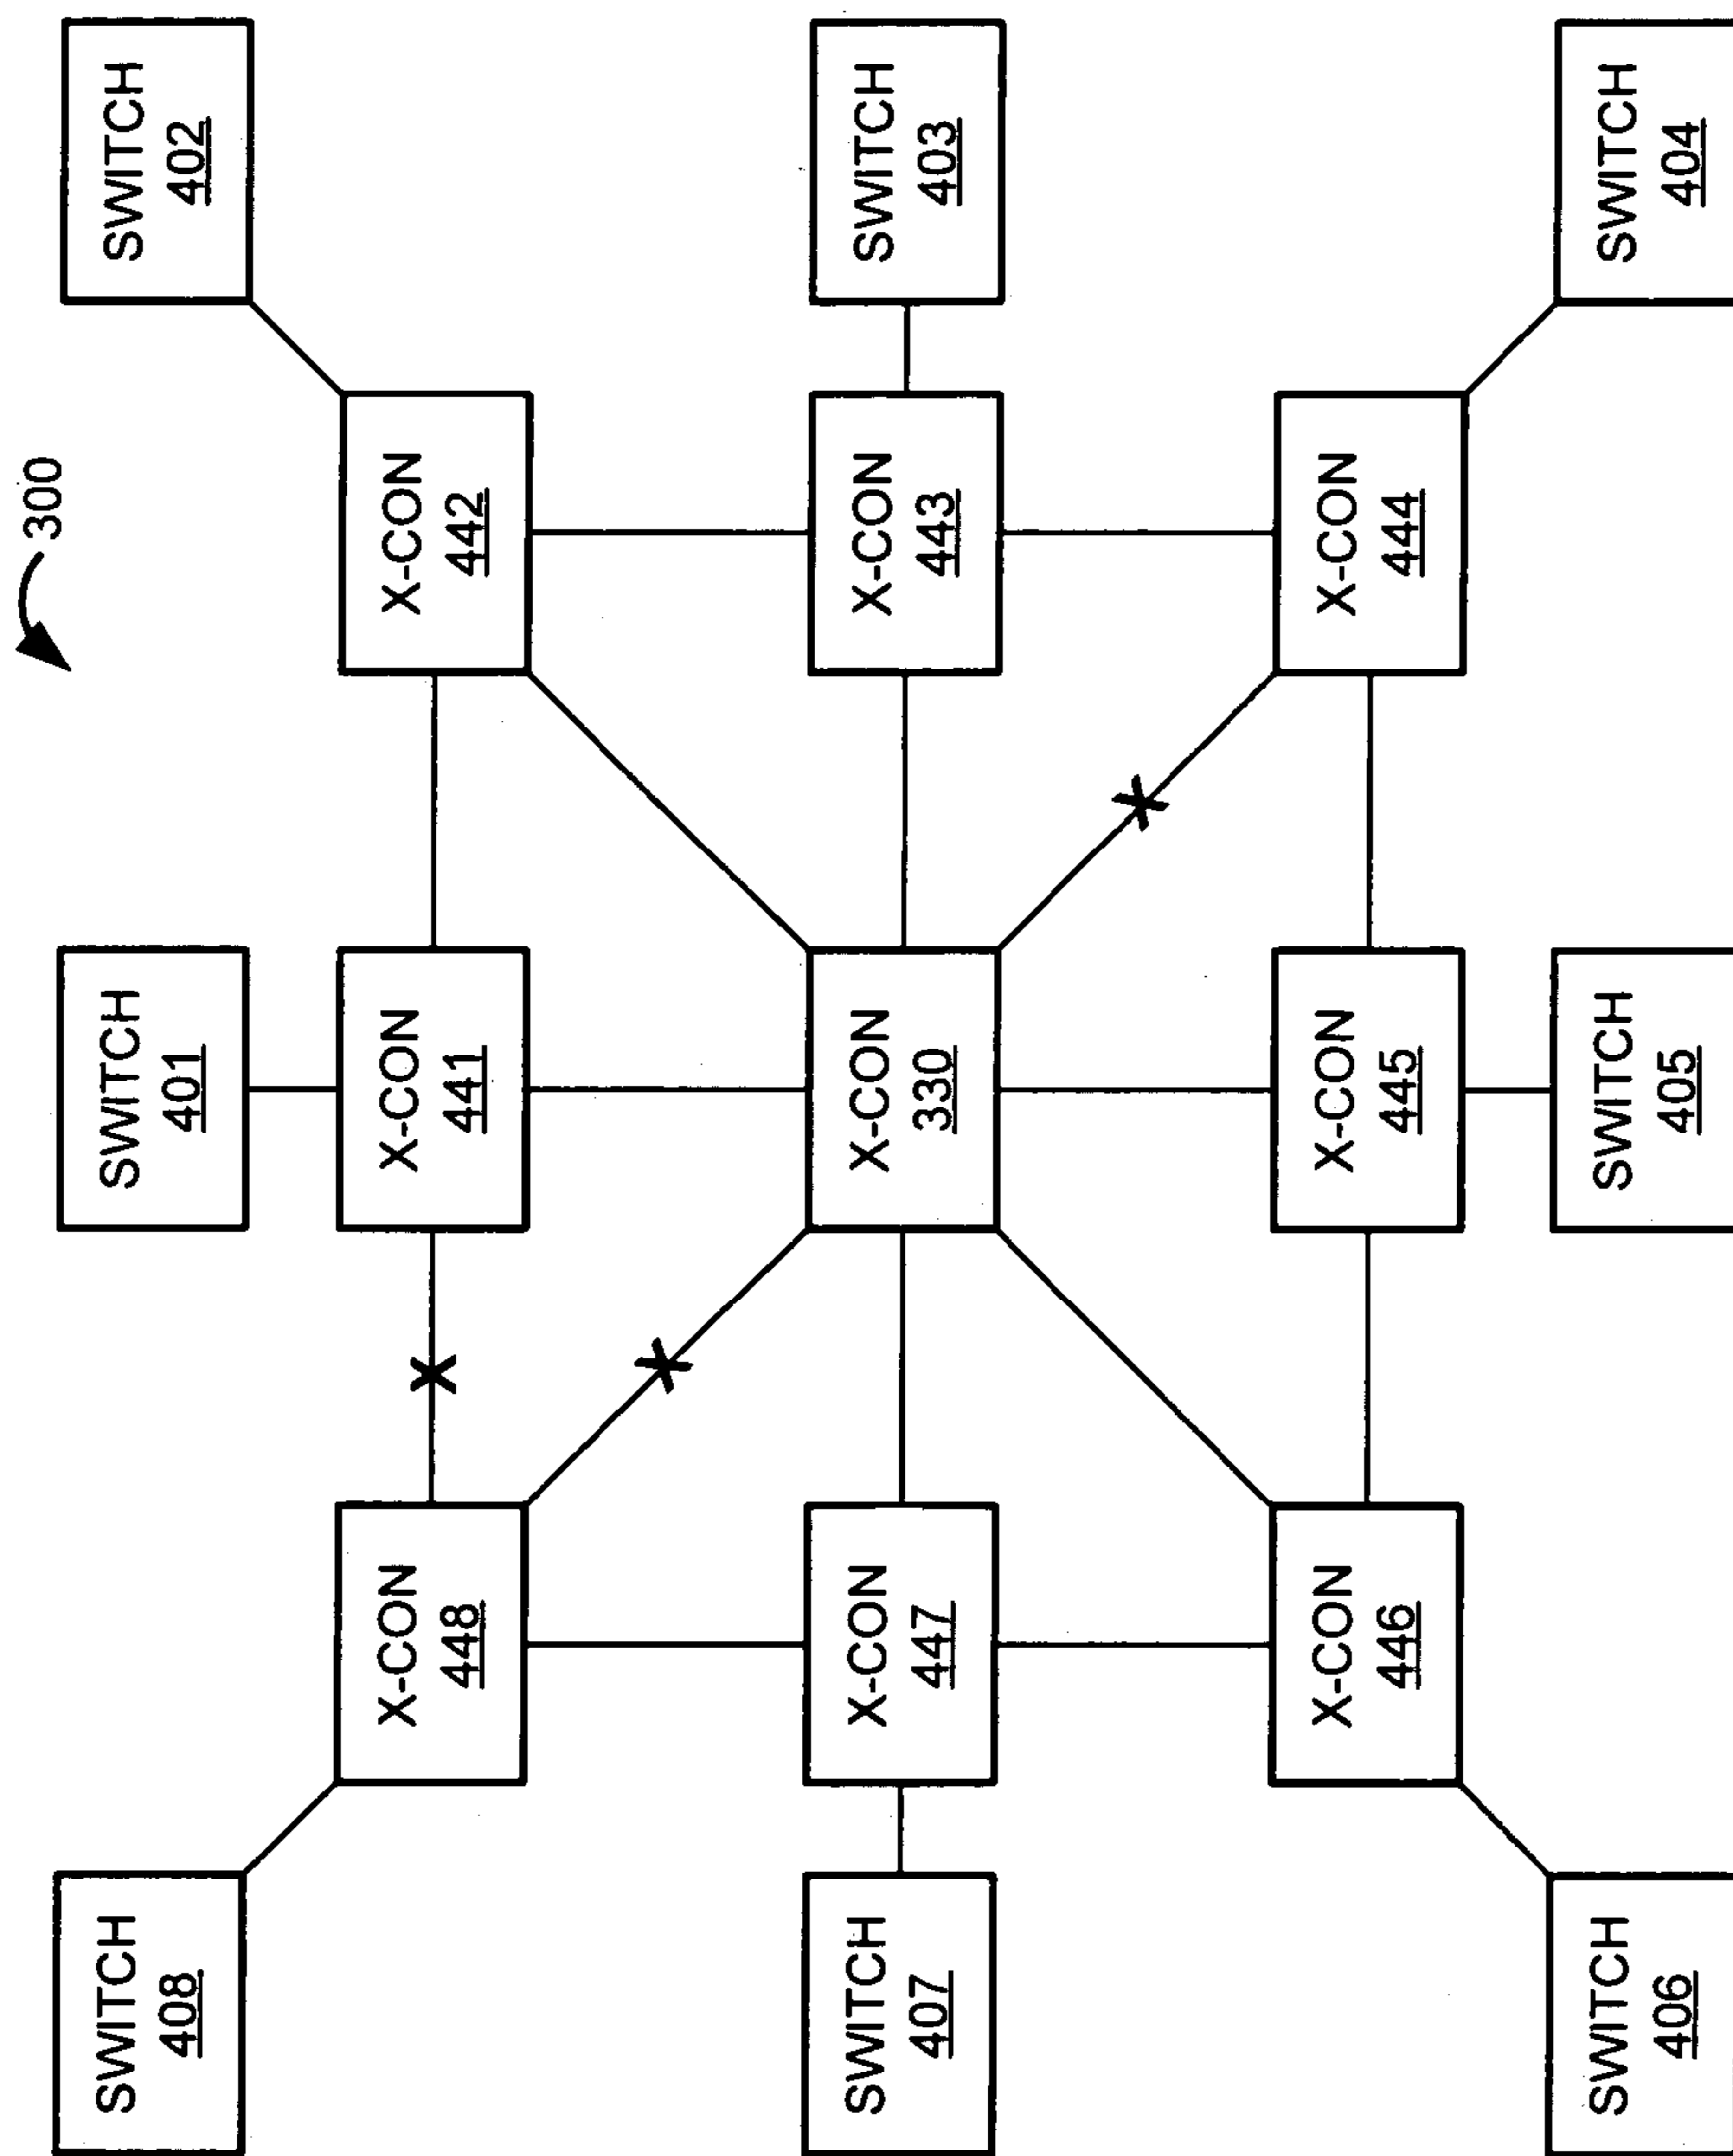 300
SWITCH
408
SWITCH
401
SWITCH
402
X-CON
448
X
X-CON
441
X-CON
442
X
SWITCH
407
X-CON
447
X-CON
330
X-CON
443
SWITCH
403
X
X-CON
446
X-CON
445
X-CON
444
SWITCH
406
SWITCH
405
SWITCH
404